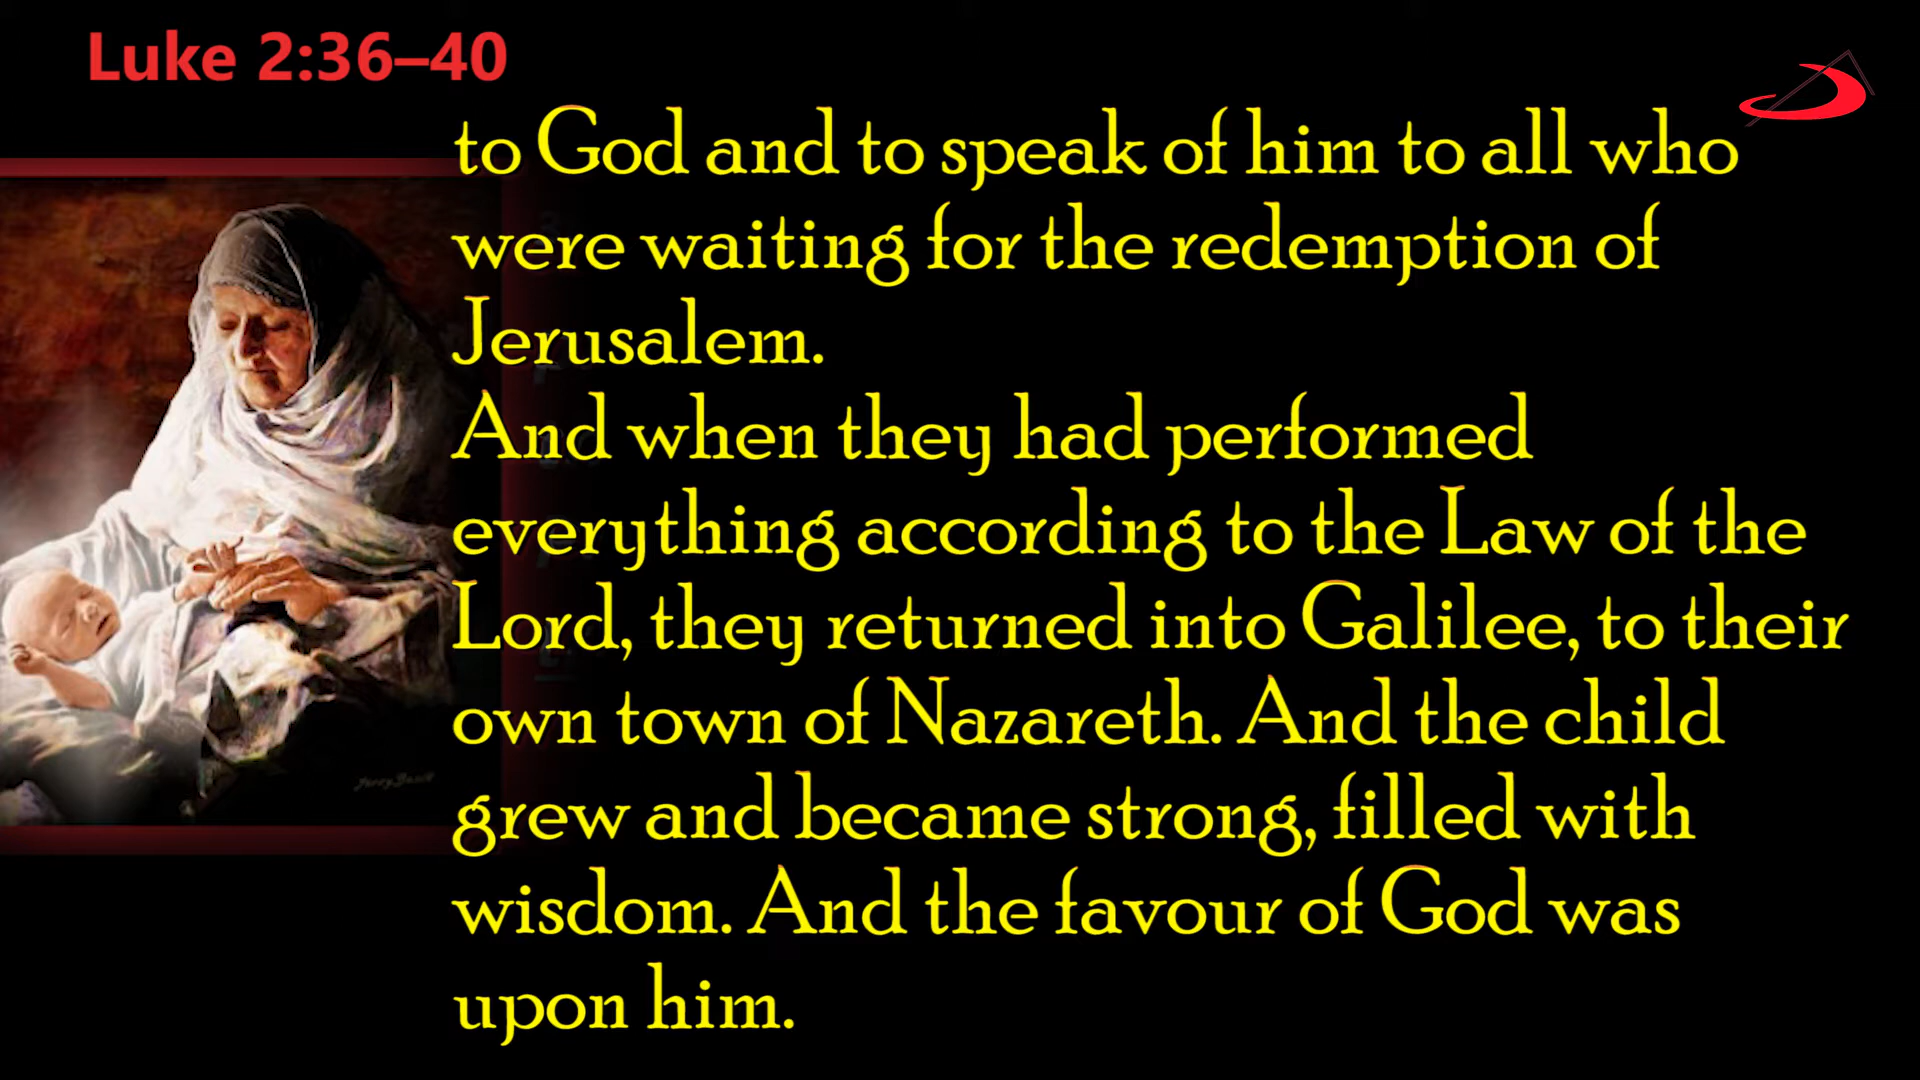 Luke 2:36–40
to God and to speak of him to all who
were waiting for the redemption of
Jerusalem.
And when they had performed
everything according to the Law of the
Lord, they returned into Galilee, to their
own town of Nazareth. And the child
grew and became strong, filled with
wisdom. And the favour of God was
upon him.